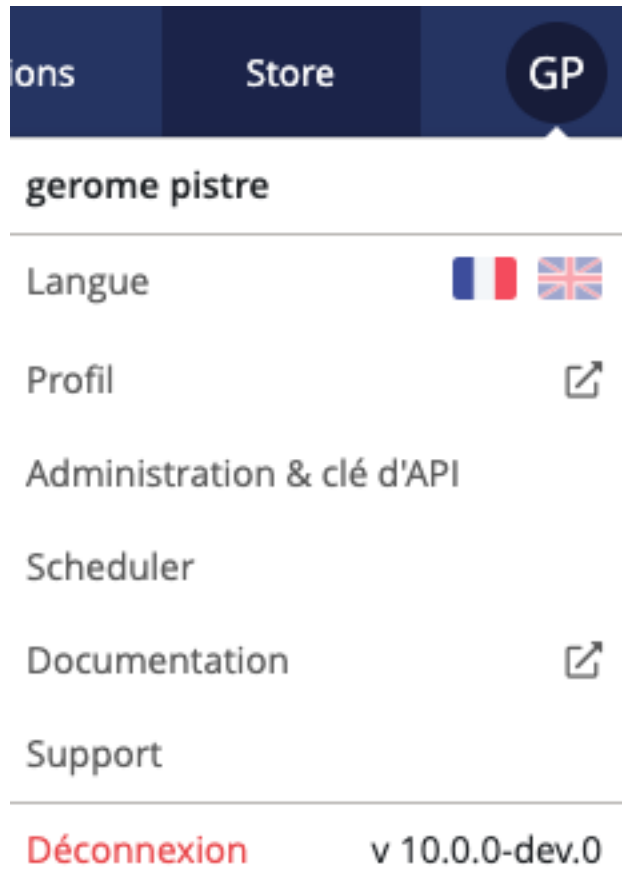 ions Store GP
gerome pistre
Langue
Profil
Administration & clé d'API
Scheduler
Documentation
Support
Déconnexion v 10.0.0-dev.0